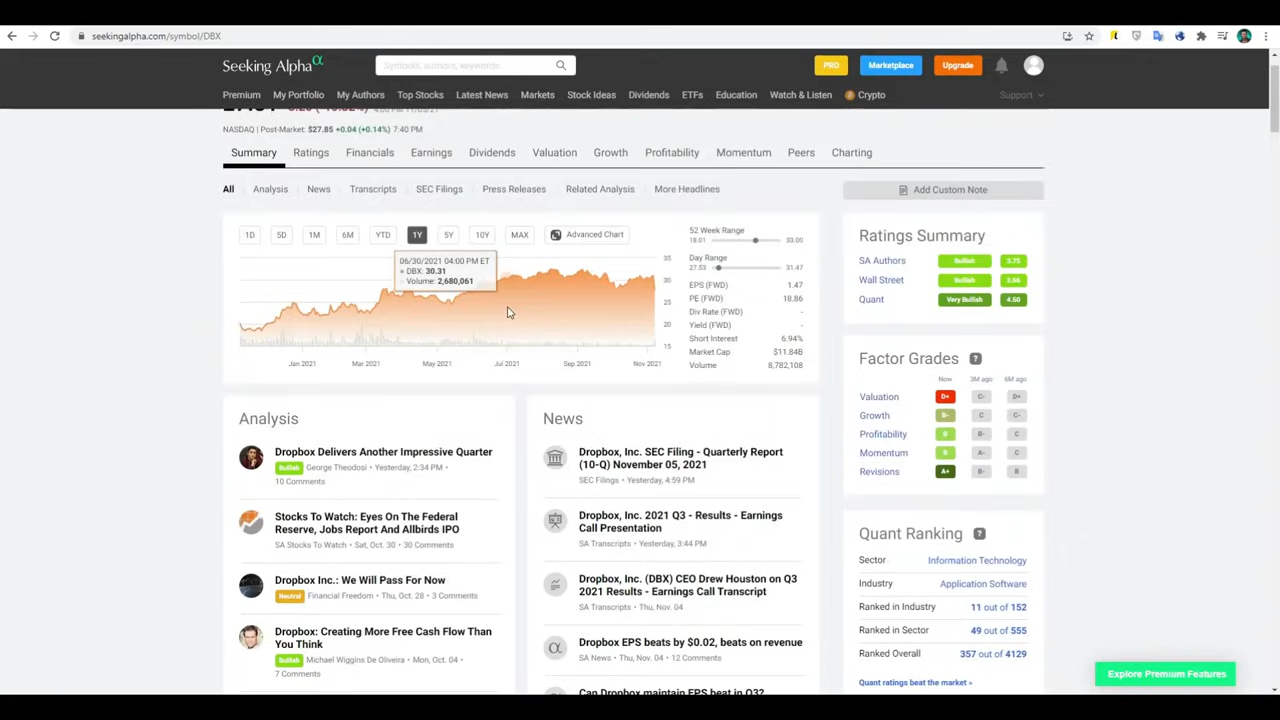 seekingalpha.com/symbol/DBX
Seeking Alpha α
Symbols, authors, keywords
PRO
Marketplace
Upgrade
Premium My Portfolio My Authors Top Stocks Latest News Markets Stock Ideas Dividends ETFs Education Watch & Listen Crypto
Support
NASDAQ | Post-Market: $27.85 +0.04 (+0.14%) 7:40 PM
Summary Ratings Financials Earnings Dividends Valuation Growth Profitability Momentum Peers Charting
All Analysis News Transcripts SEC Filings Press Releases Related Analysis More Headlines
Add Custom Note
1D 5D 1M 6M YTD 1Y 5Y 10Y MAX Advanced Chart
06/30/2021 04:00 PM ET
DBX: 30.31
Volume: 2,680,061
35
30
25
20
15
Jan 2021 Mar 2021 May 2021 Jul 2021 Sep 2021 Nov 2021
52 Week Range
18.01 33.00
Day Range
27.53 31.47
EPS (FWD) 1.47
PE (FWD) 18.86
Div Rate (FWD) -
Yield (FWD) -
Short Interest 6.94%
Market Cap $11.84B
Volume 8,782,108
Ratings Summary
SA Authors Bullish 3.75
Wall Street Bullish 3.66
Quant Very Bullish 4.50
Factor Grades ?
Now 3M ago 6M ago
Valuation D+ C- D+
Growth B- C C-
Profitability B B- C
Momentum B A- C
Revisions A+ B- B
Analysis
Dropbox Delivers Another Impressive Quarter
Bullish George Theodosi • Yesterday, 2:34 PM •
10 Comments
Stocks To Watch: Eyes On The Federal
Reserve, Jobs Report And Allbirds IPO
SA Stocks To Watch • Sat, Oct. 30 • 30 Comments
Dropbox Inc.: We Will Pass For Now
Neutral Financial Freedom • Thu, Oct. 28 • 3 Comments
Dropbox: Creating More Free Cash Flow Than
You Think
Bullish Michael Wiggins De Oliveira • Mon, Oct. 04 •
7 Comments
News
Dropbox, Inc. SEC Filing - Quarterly Report
(10-Q) November 05, 2021
SEC Filings • Yesterday, 4:59 PM
Dropbox, Inc. 2021 Q3 - Results - Earnings
Call Presentation
SA Transcripts • Yesterday, 3:44 PM
Dropbox, Inc. (DBX) CEO Drew Houston on Q3
2021 Results - Earnings Call Transcript
SA Transcripts • Thu, Nov. 04
α
Dropbox EPS beats by $0.02, beats on revenue
SA News • Thu, Nov. 04 • 12 Comments
Can Dropbox maintain EPS beat in Q3?
Quant Ranking ?
Sector Information Technology
Industry Application Software
Ranked in Industry 11 out of 152
Ranked in Sector 49 out of 555
Ranked Overall 357 out of 4129
Quant ratings beat the market »
Explore Premium Features